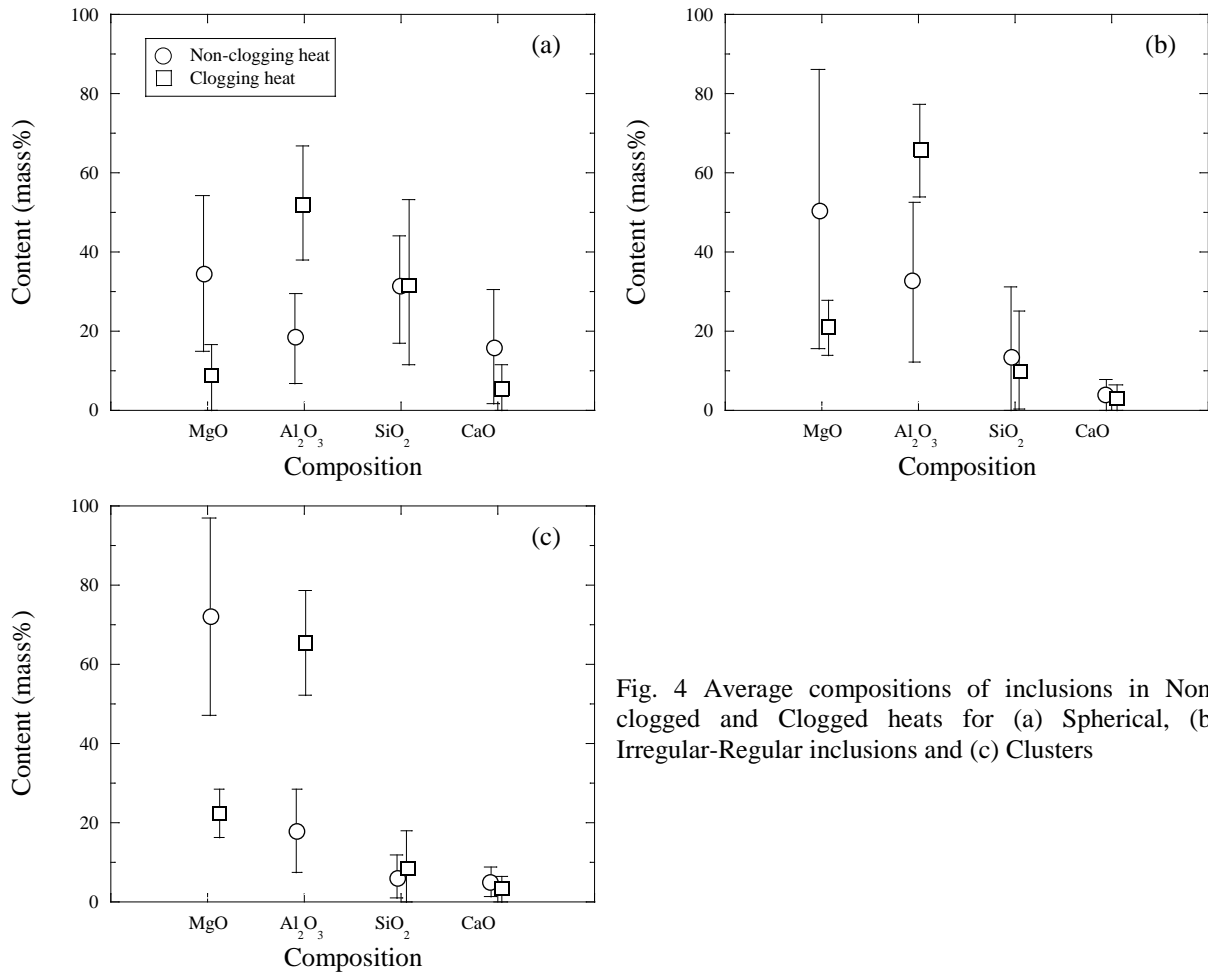 100
80
60
40
20
0
Content (mass%)
Non-clogging heat
Clogging heat
(a)
MgO Al₂O₃ SiO₂ CaO
Composition
100
80
60
40
20
0
Content (mass%)
(b)
MgO Al₂O₃ SiO₂ CaO
Composition
100
80
60
40
20
0
Content (mass%)
(c)
MgO Al₂O₃ SiO₂ CaO
Composition
Fig. 4 Average compositions of inclusions in Non
clogged and Clogged heats for (a) Spherical, (b
Irregular-Regular inclusions and (c) Clusters